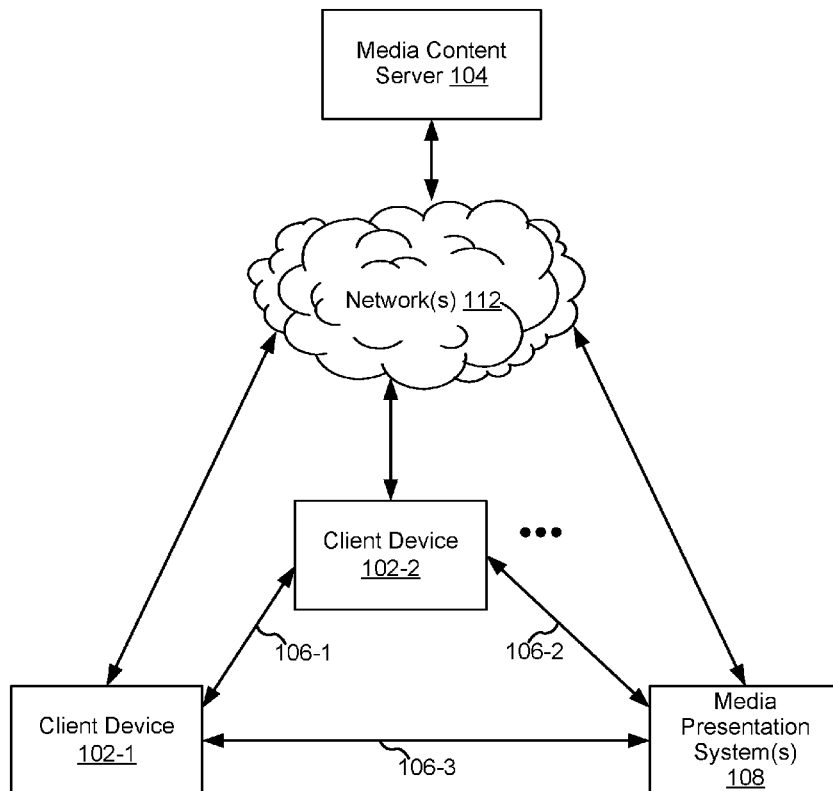 Media Content
Server 104
Network(s) 112
Client Device
102-2
106-1
106-2
Client Device
102-1
106-3
Media
Presentation
System(s)
108